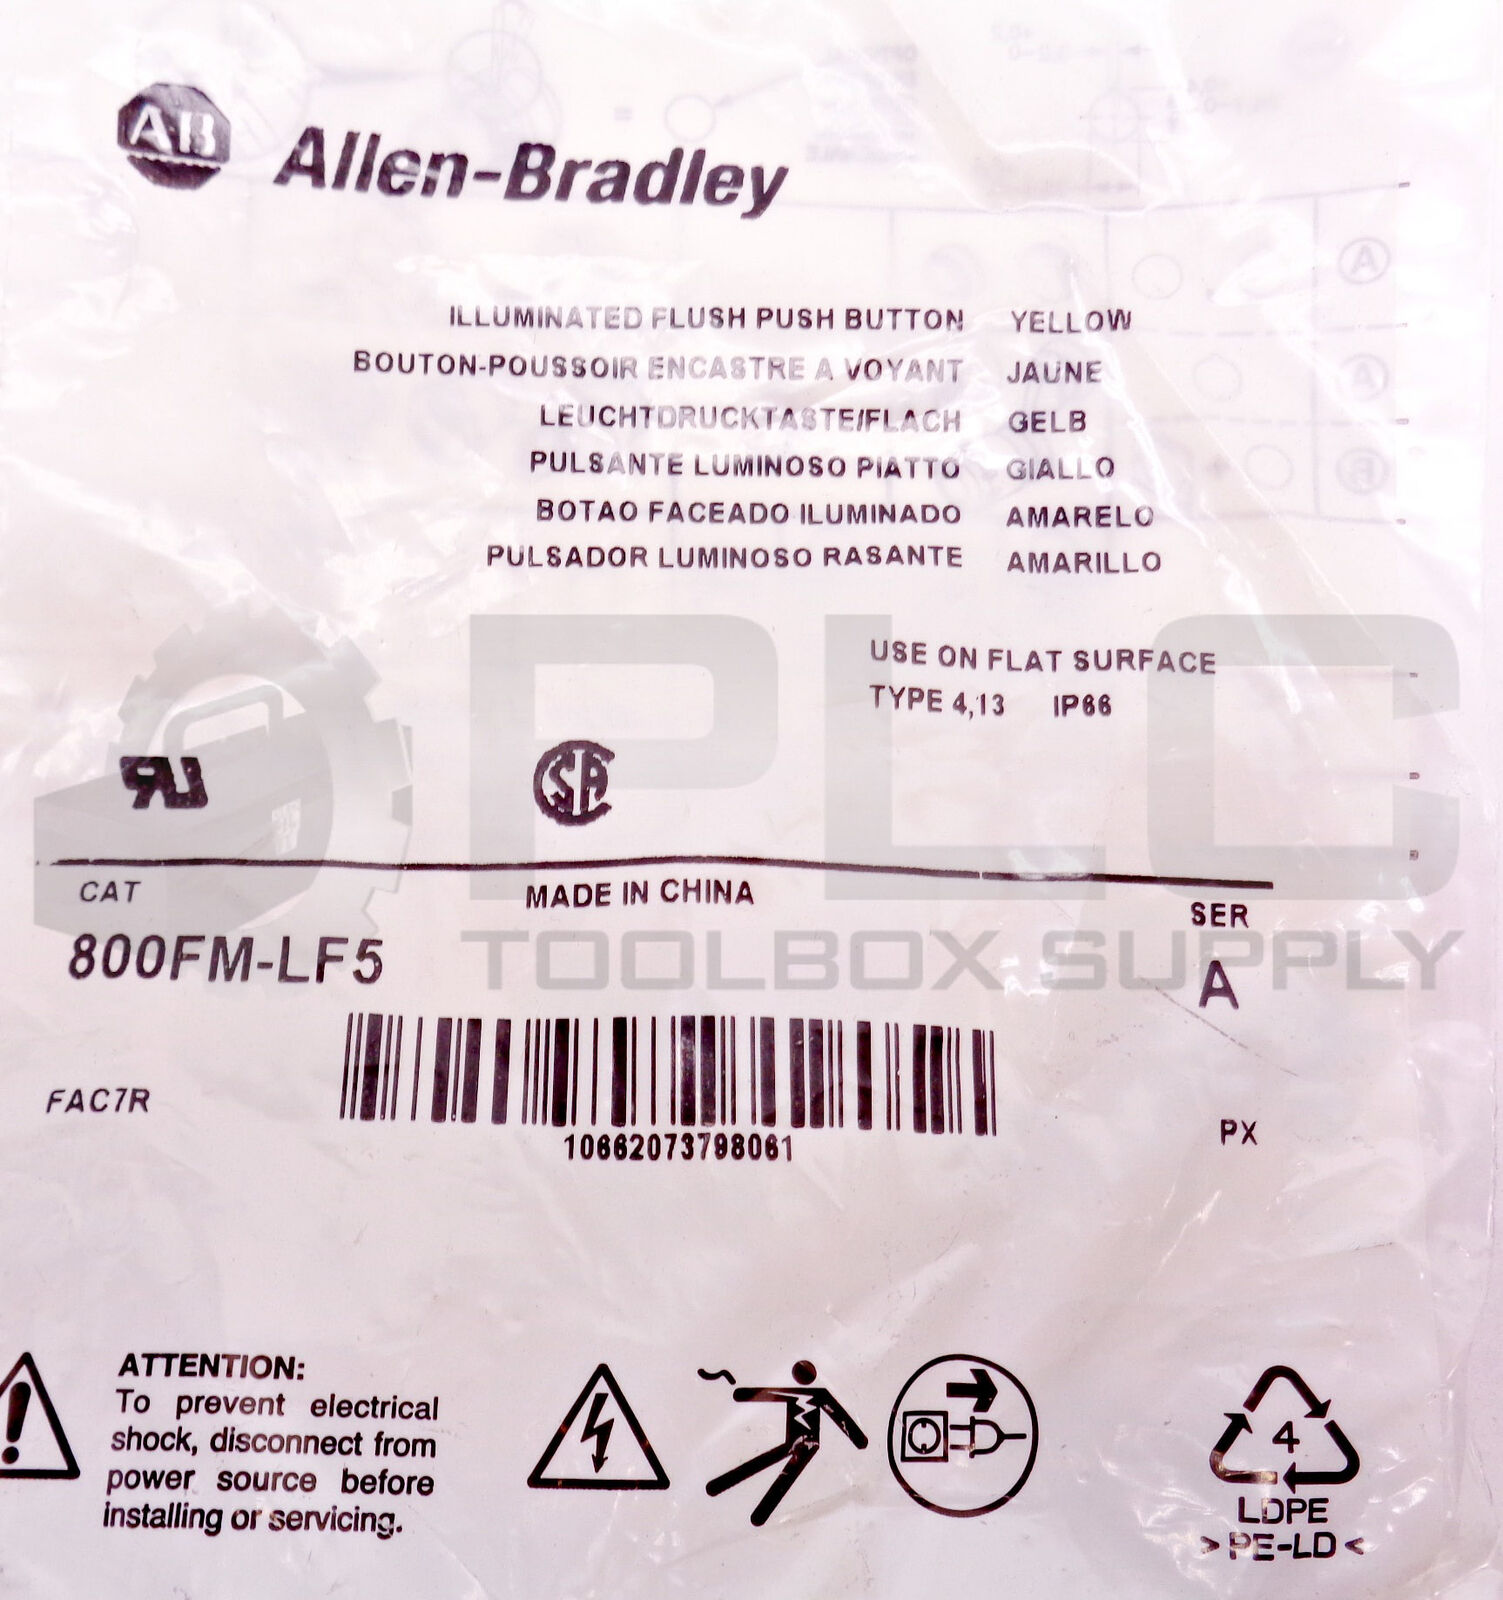 AB Allen-Bradley
ILLUMINATED FLUSH PUSH BUTTON YELLOW
BOUTON-POUSSOIR ENCASTRE A VOYANT JAUNE
LEUCHTDRUCKTASTE/FLACH GELB
PULSANTE LUMINOSO PIATTO GIALLO
BOTAO FACEADO ILUMINADO AMARELO
PULSADOR LUMINOSO RASANTE AMARILLO
USE ON FLAT SURFACE
TYPE 4,13 IP66
PLC
TOOLBOX SUPPLY
RU
CSA
CAT
MADE IN CHINA
SER
800FM-LF5
A
FAC7R
10662073798061
PX
ATTENTION:
To prevent electrical
shock, disconnect from
power source before
installing or servicing.
4
LDPE
>PE-LD<